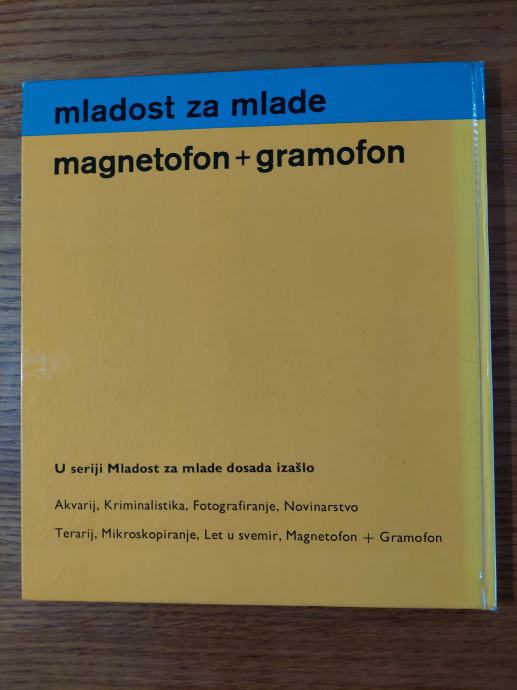 mladost za mlade
magnetofon + gramofon
U seriji Mladost za mlade dosada izašlo
Akvarij, Kriminalistika, Fotografiranje, Novinarstvo
Terarij, Mikroskopiranje, Let u svemir, Magnetofon + Gramofon